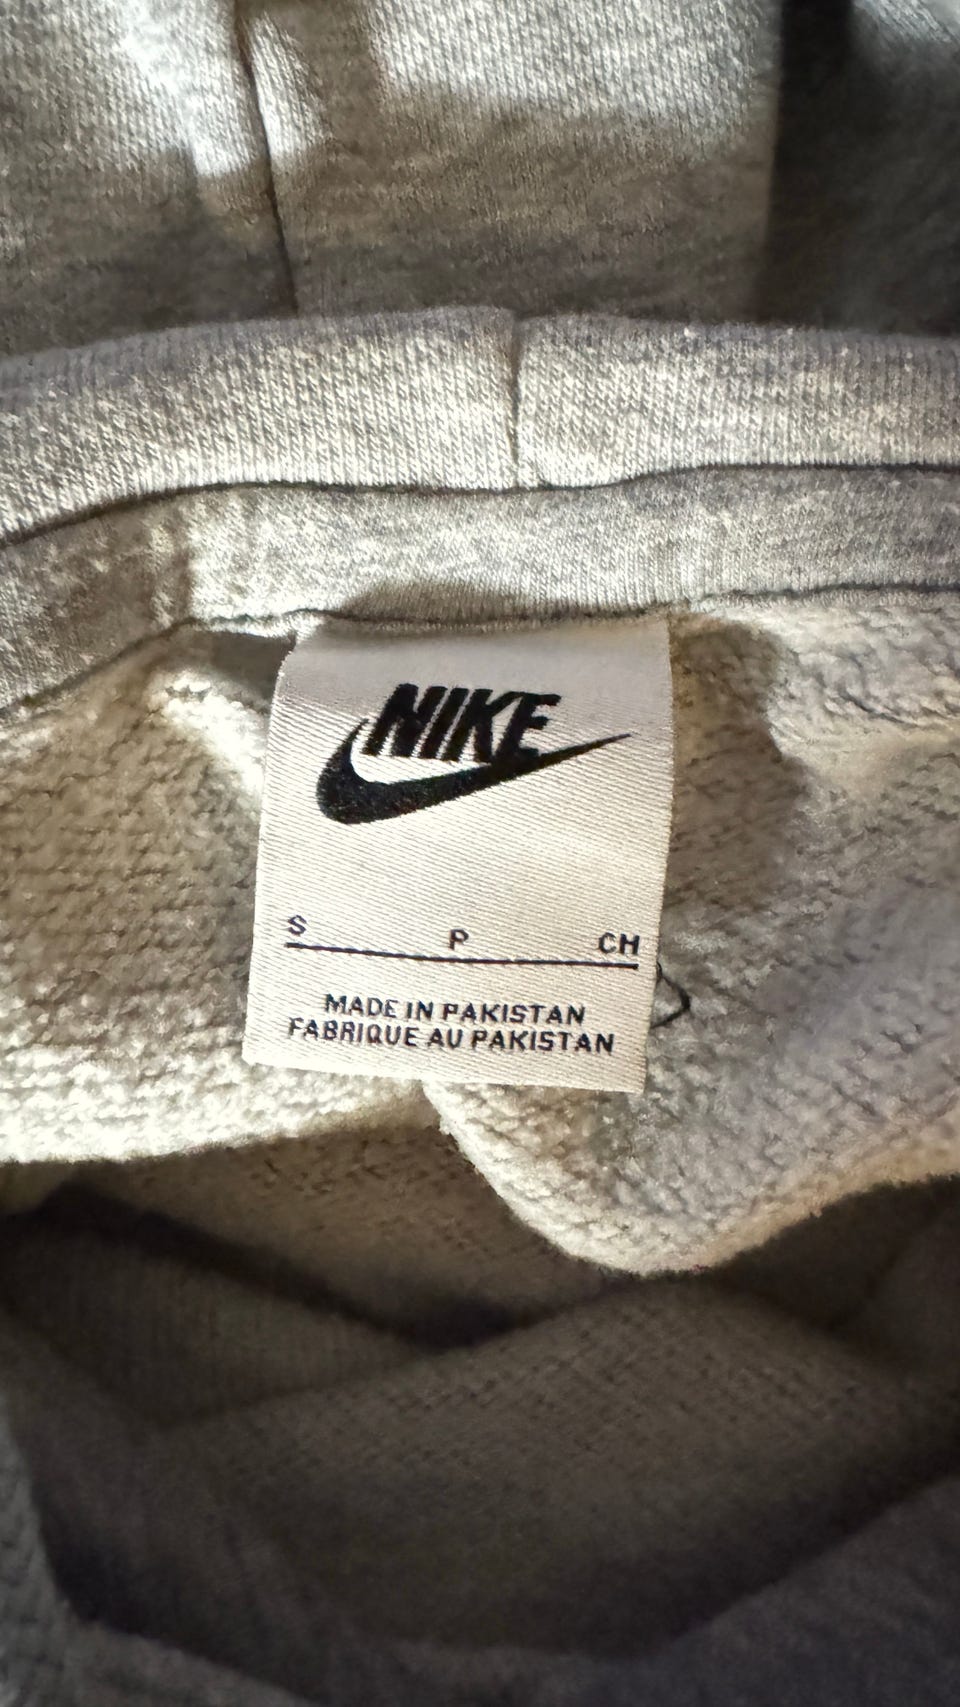 NIKE
S P CH
MADE IN PAKISTAN
FABRIQUE AU PAKISTAN